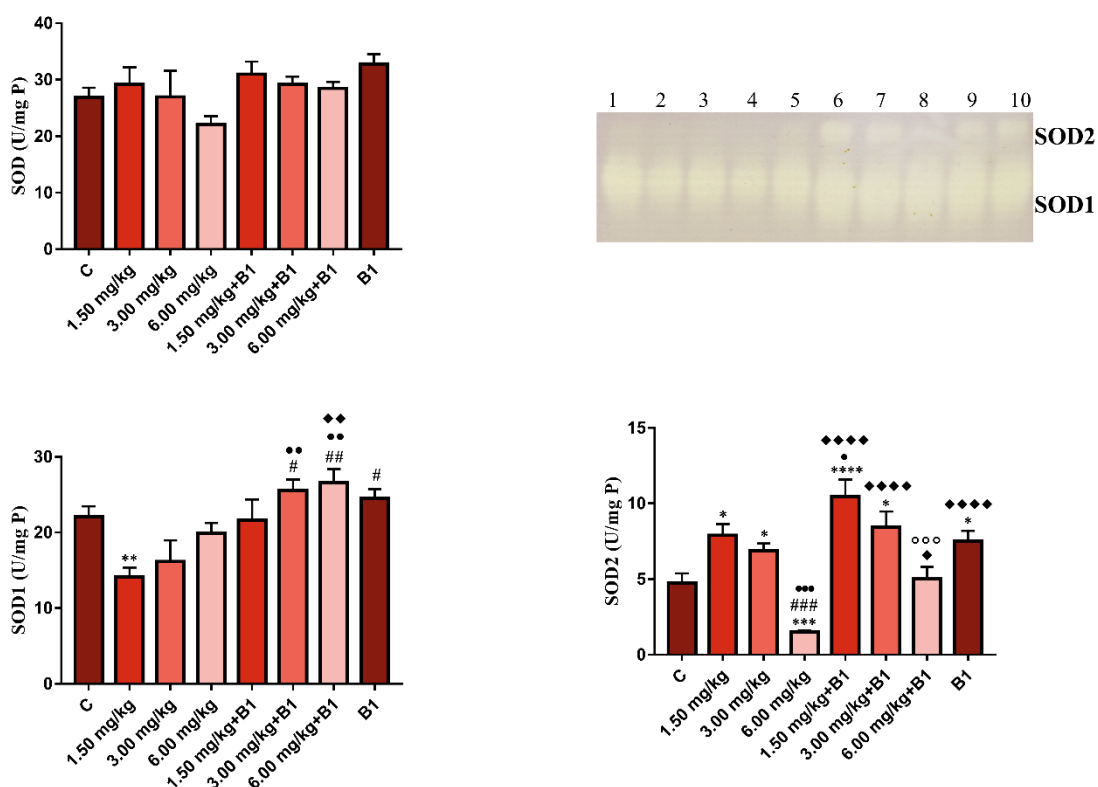 40
30
20
10
0
SOD (U/mg P)
C
1.50 mg/kg
3.00 mg/kg
6.00 mg/kg
1.50 mg/kg+B1
3.00 mg/kg+B1
6.00 mg/kg+B1
B1
1 2 3 4 5 6 7 8 9 10
SOD2
SOD1
30
20
10
0
SOD1 (U/mg P)
**
●●
#
◆◆
●●
##
#
C
1.50 mg/kg
3.00 mg/kg
6.00 mg/kg
1.50 mg/kg+B1
3.00 mg/kg+B1
6.00 mg/kg+B1
B1
15
10
5
0
SOD2 (U/mg P)
*
*
●●●
###
***
◆◆◆◆
●
****
◆◆◆◆
*
○○○
◆
◆◆◆◆
*
C
1.50 mg/kg
3.00 mg/kg
6.00 mg/kg
1.50 mg/kg+B1
3.00 mg/kg+B1
6.00 mg/kg+B1
B1